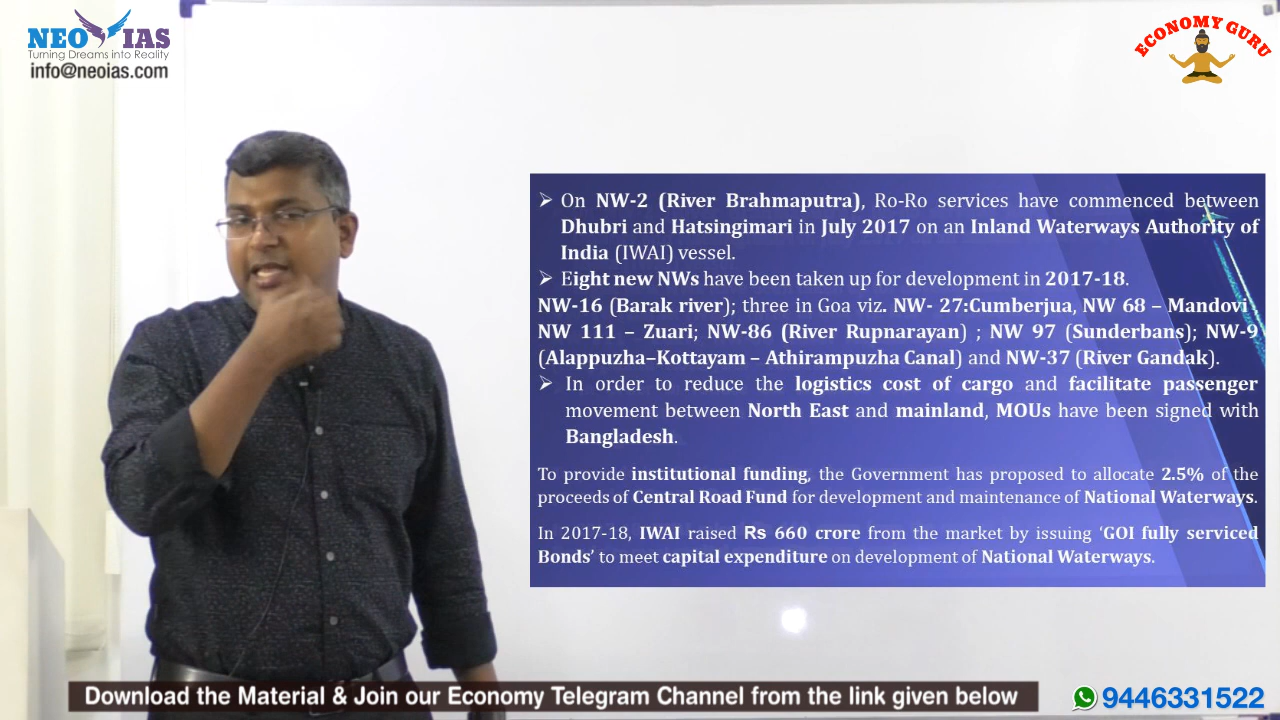 NEO IAS
Turning Dreams into Reality
info@neoias.com
ECONOMY GURU
➢ On NW-2 (River Brahmaputra), Ro-Ro services have commenced between
Dhubri and Hatsingimari in July 2017 on an Inland Waterways Authority of
India (IWAI) vessel.
➢ Eight new NWs have been taken up for development in 2017-18.
NW-16 (Barak river); three in Goa viz. NW- 27:Cumberjua, NW 68 – Mandovi,
NW 111 – Zuari; NW-86 (River Rupnarayan) ; NW 97 (Sunderbans); NW-9
(Alappuzha–Kottayam – Athirampuzha Canal) and NW-37 (River Gandak).
➢ In order to reduce the logistics cost of cargo and facilitate passenger
movement between North East and mainland, MOUs have been signed with
Bangladesh.
To provide institutional funding, the Government has proposed to allocate 2.5% of the
proceeds of Central Road Fund for development and maintenance of National Waterways.
In 2017-18, IWAI raised Rs 660 crore from the market by issuing ‘GOI fully serviced
Bonds’ to meet capital expenditure on development of National Waterways.
Download the Material & Join our Economy Telegram Channel from the link given below
9446331522